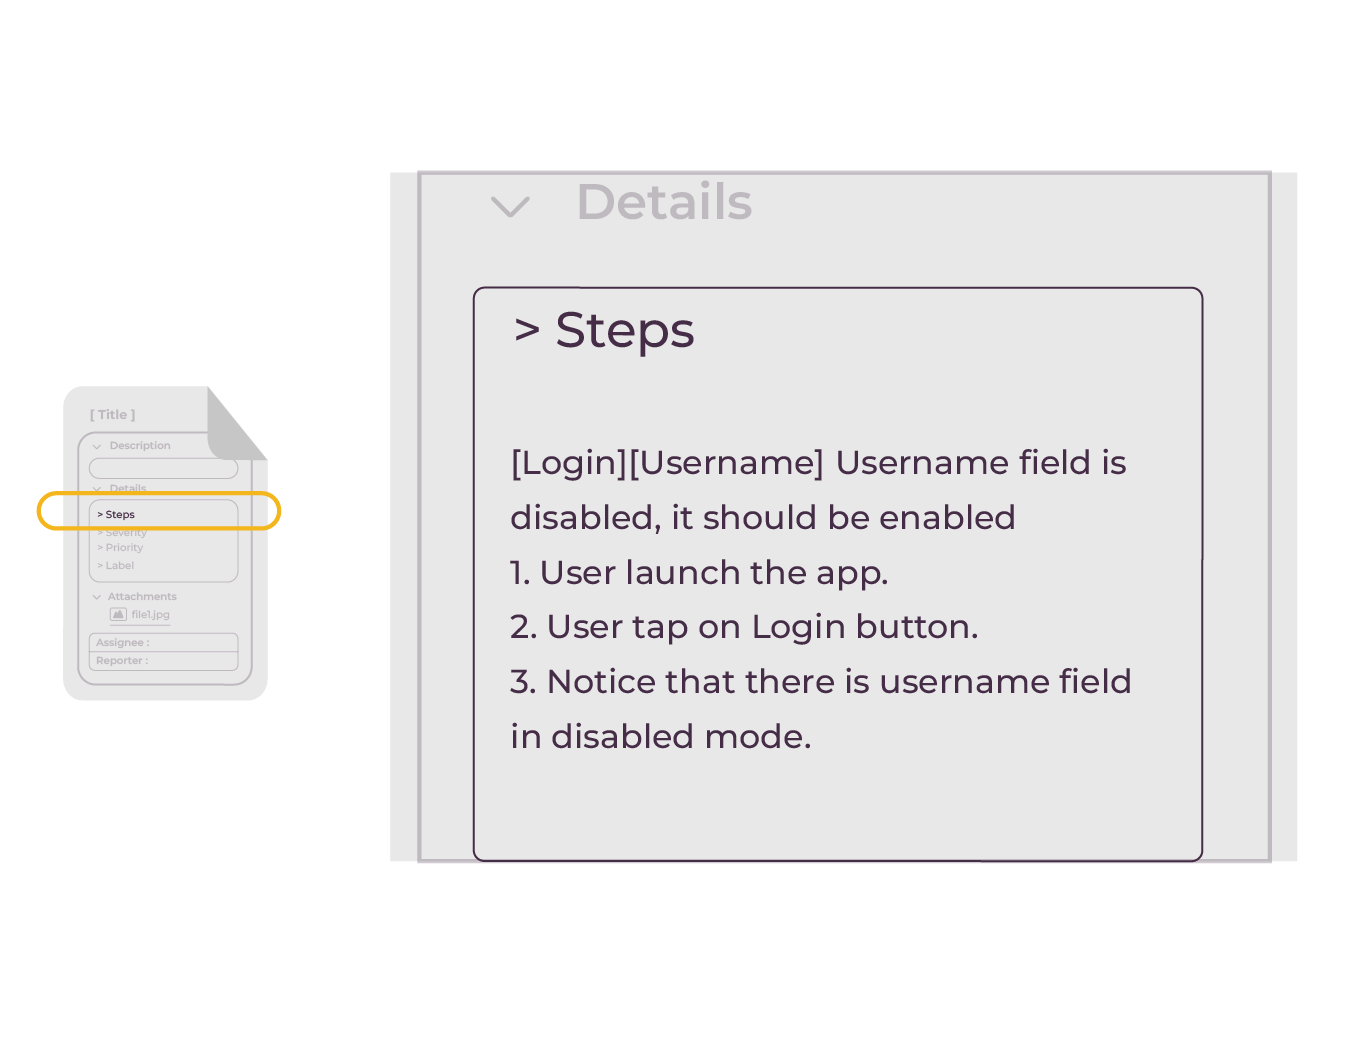 [ Title ]
Description
Details
> Steps
> Severity
> Priority
> Label
Attachments
file1.jpg
Assignee :
Reporter :
Details
> Steps
[Login][Username] Username field is
disabled, it should be enabled
1. User launch the app.
2. User tap on Login button.
3. Notice that there is username field
in disabled mode.